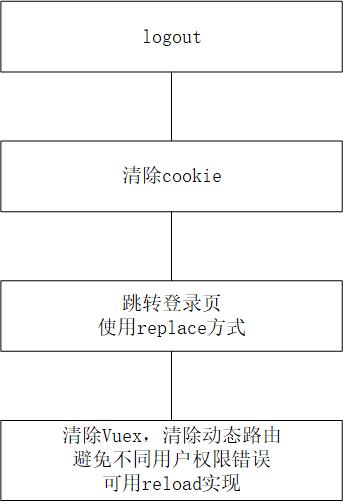 logout
清除cookie
跳转登录页
使用replace方式
清除Vuex，清除动态路由
避免不同用户权限错误
可用reload实现